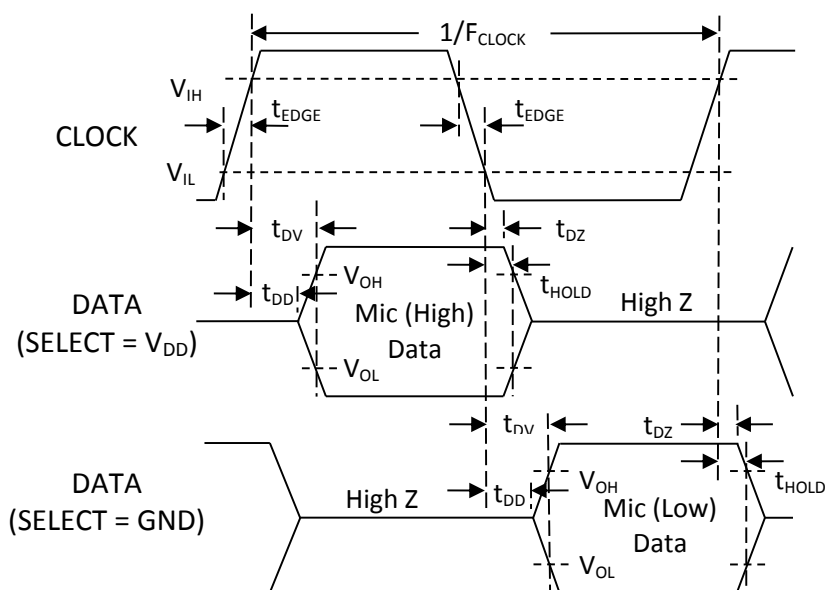 1/FCLOCK
VIH
tEDGE
tEDGE
CLOCK
VIL
tDV
tDZ
VOH
tDD
tHOLD
DATA
(SELECT = VDD)
Mic (High)
Data
High Z
VOL
tDV
tDZ
VOH
tHOLD
DATA
(SELECT = GND)
High Z
tDD
Mic (Low)
Data
VOL